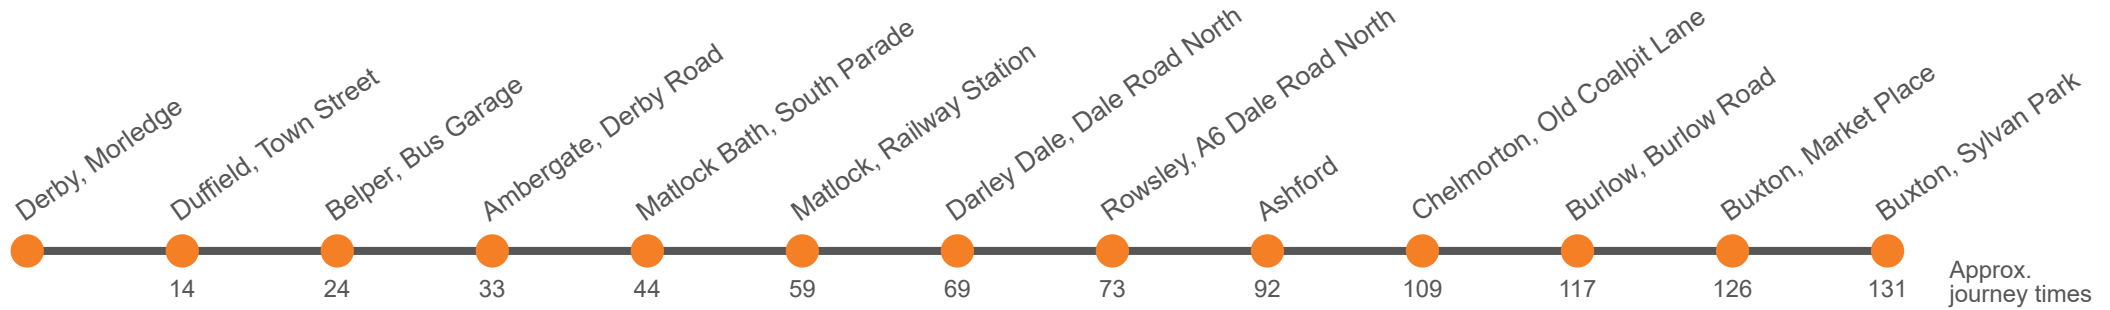 Derby, Morledge
Duffield, Town Street
Belper, Bus Garage
Ambergate, Derby Road
Matlock Bath, South Parade
Matlock, Railway Station
Darley Dale, Dale Road North
Rowsley, A6 Dale Road North
Ashford
Chelmorton, Old Coalpit Lane
Burlow, Burlow Road
Buxton, Market Place
Buxton, Sylvan Park
14 24 33 44 59 69 73 92 109 117 126 131
Approx.
journey times